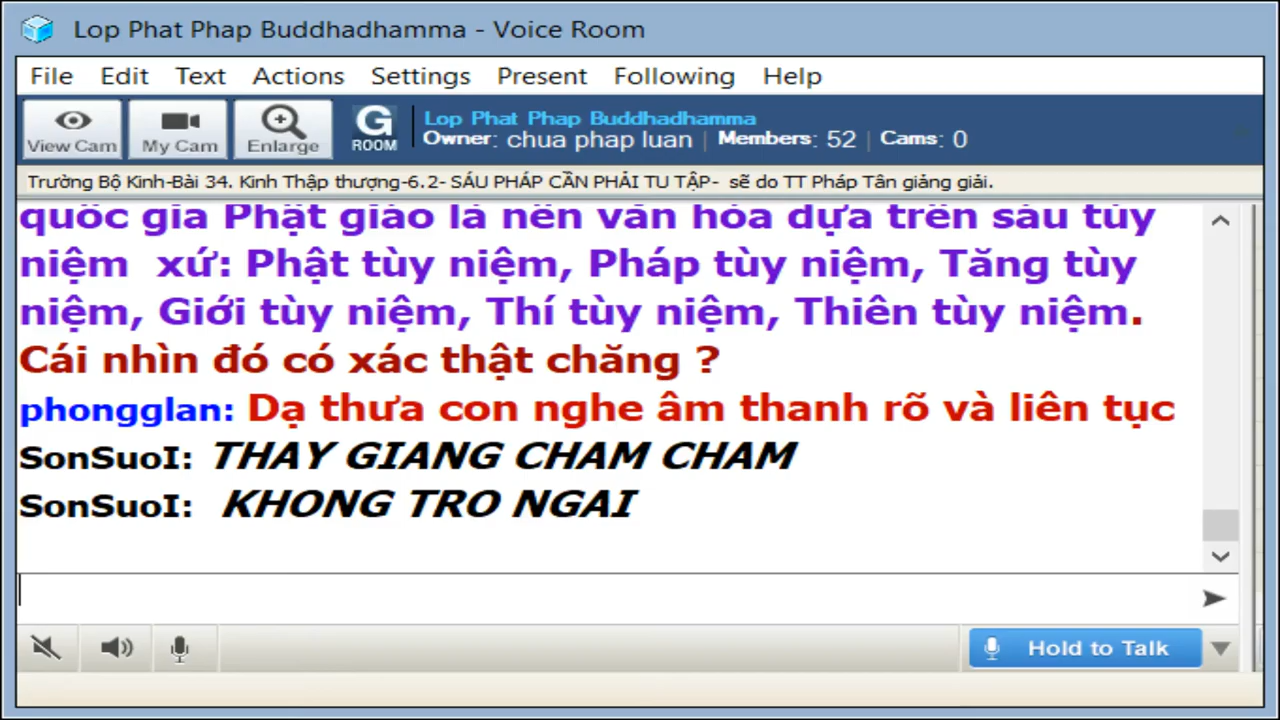 Lop Phat Phap Buddhadhamma - Voice Room
File Edit Text Actions Settings Present Following Help
View Cam My Cam Enlarge G ROOM
Lop Phat Phap Buddhadhamma
Owner: chua phap luan | Members: 52 | Cams: 0
Trường Bộ Kinh-Bài 34. Kinh Thập thượng-6.2- SÁU PHÁP CẦN PHẢI TU TẬP- sẽ do TT Pháp Tân giảng giải.
quốc gia Phật giáo là nền văn hóa dựa trên sáu tùy
niệm xứ: Phật tùy niệm, Pháp tùy niệm, Tăng tùy
niệm, Giới tùy niệm, Thí tùy niệm, Thiên tùy niệm.
Cái nhìn đó có xác thật chăng ?
phongglan: Dạ thưa con nghe âm thanh rõ và liên tục
SonSuoI: THAY GIANG CHAM CHAM
SonSuoI: KHONG TRO NGAI
Hold to Talk